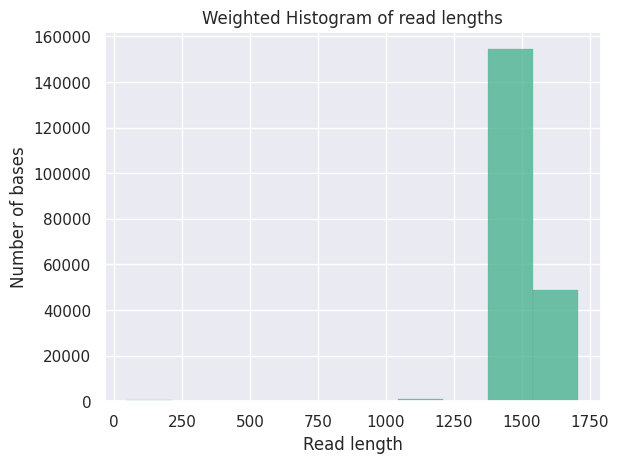 Weighted Histogram of read lengths
Number of bases
160000
140000
120000
100000
80000
60000
40000
20000
0
0 250 500 750 1000 1250 1500 1750
Read length